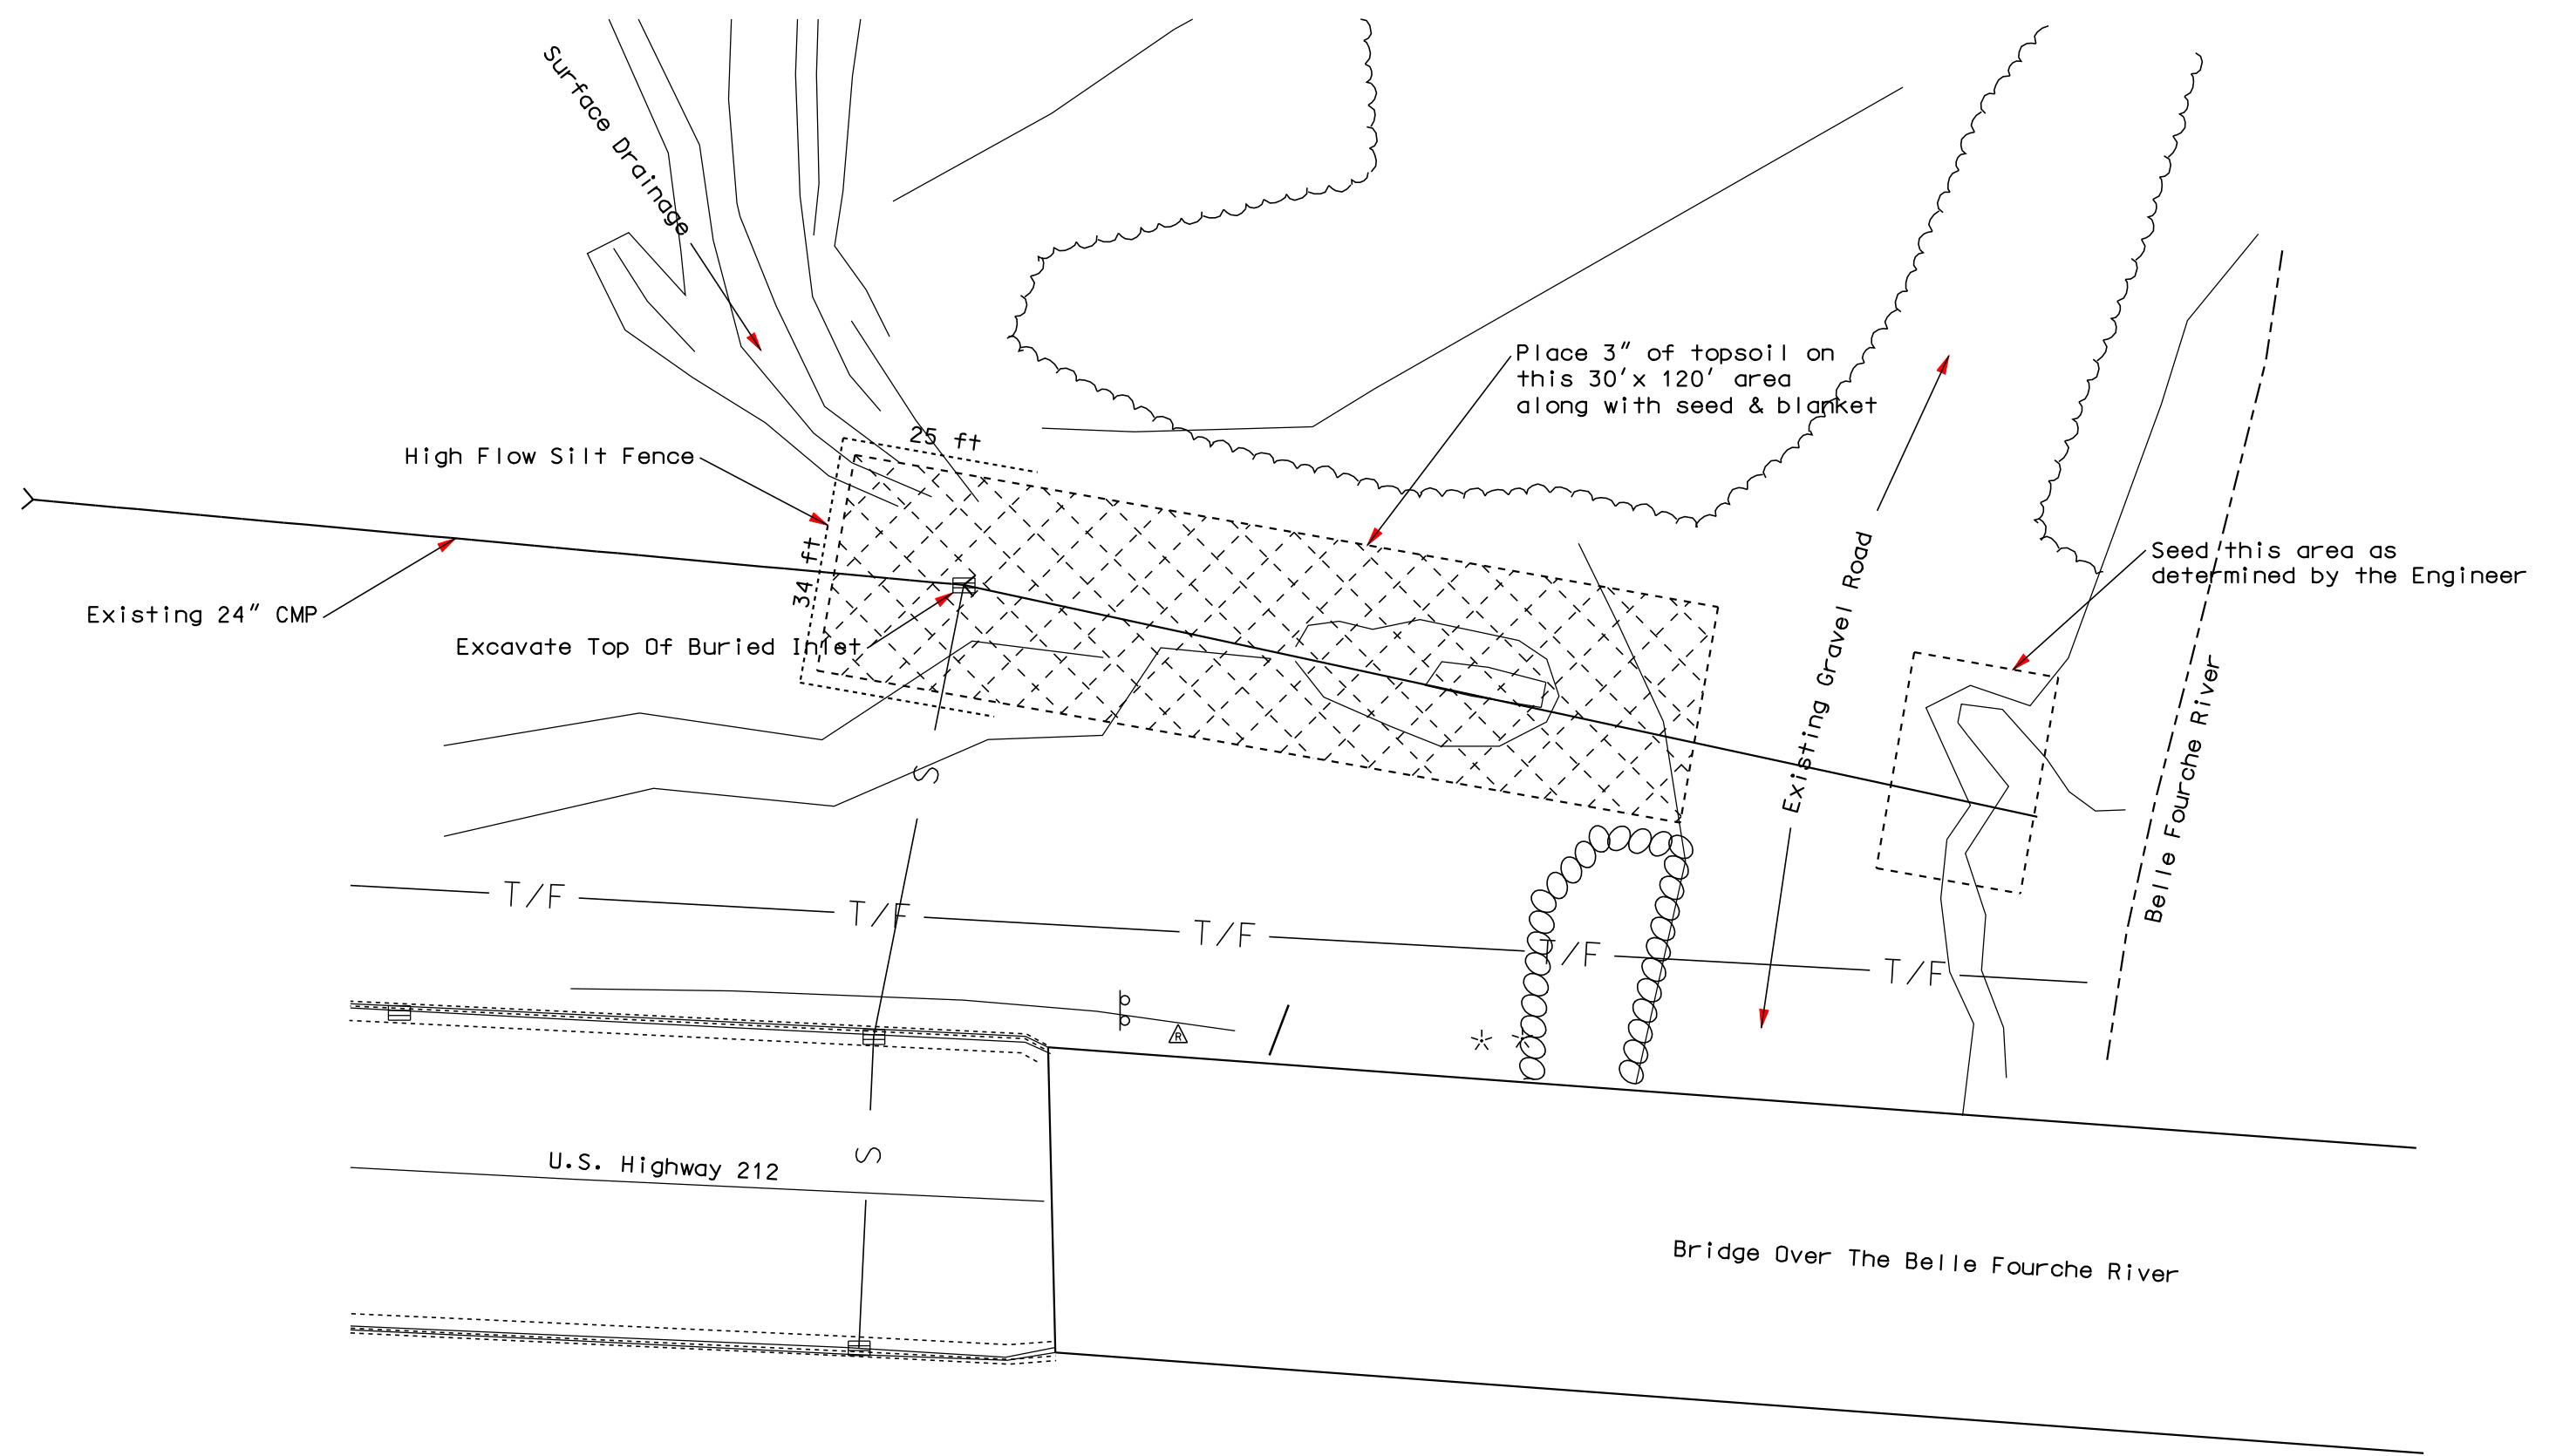 Surface Drainage
Place 3" of topsoil on
this 30'x 120' area
along with seed & blanket
25 ft
High Flow Silt Fence
34 ft
Existing 24" CMP
Excavate Top Of Buried Inlet
Existing Gravel Road
Seed this area as
determined by the Engineer
Belle Fourche River
S
T/F
T/F
T/F
T/F
T/F
R
S
U.S. Highway 212
Bridge Over The Belle Fourche River